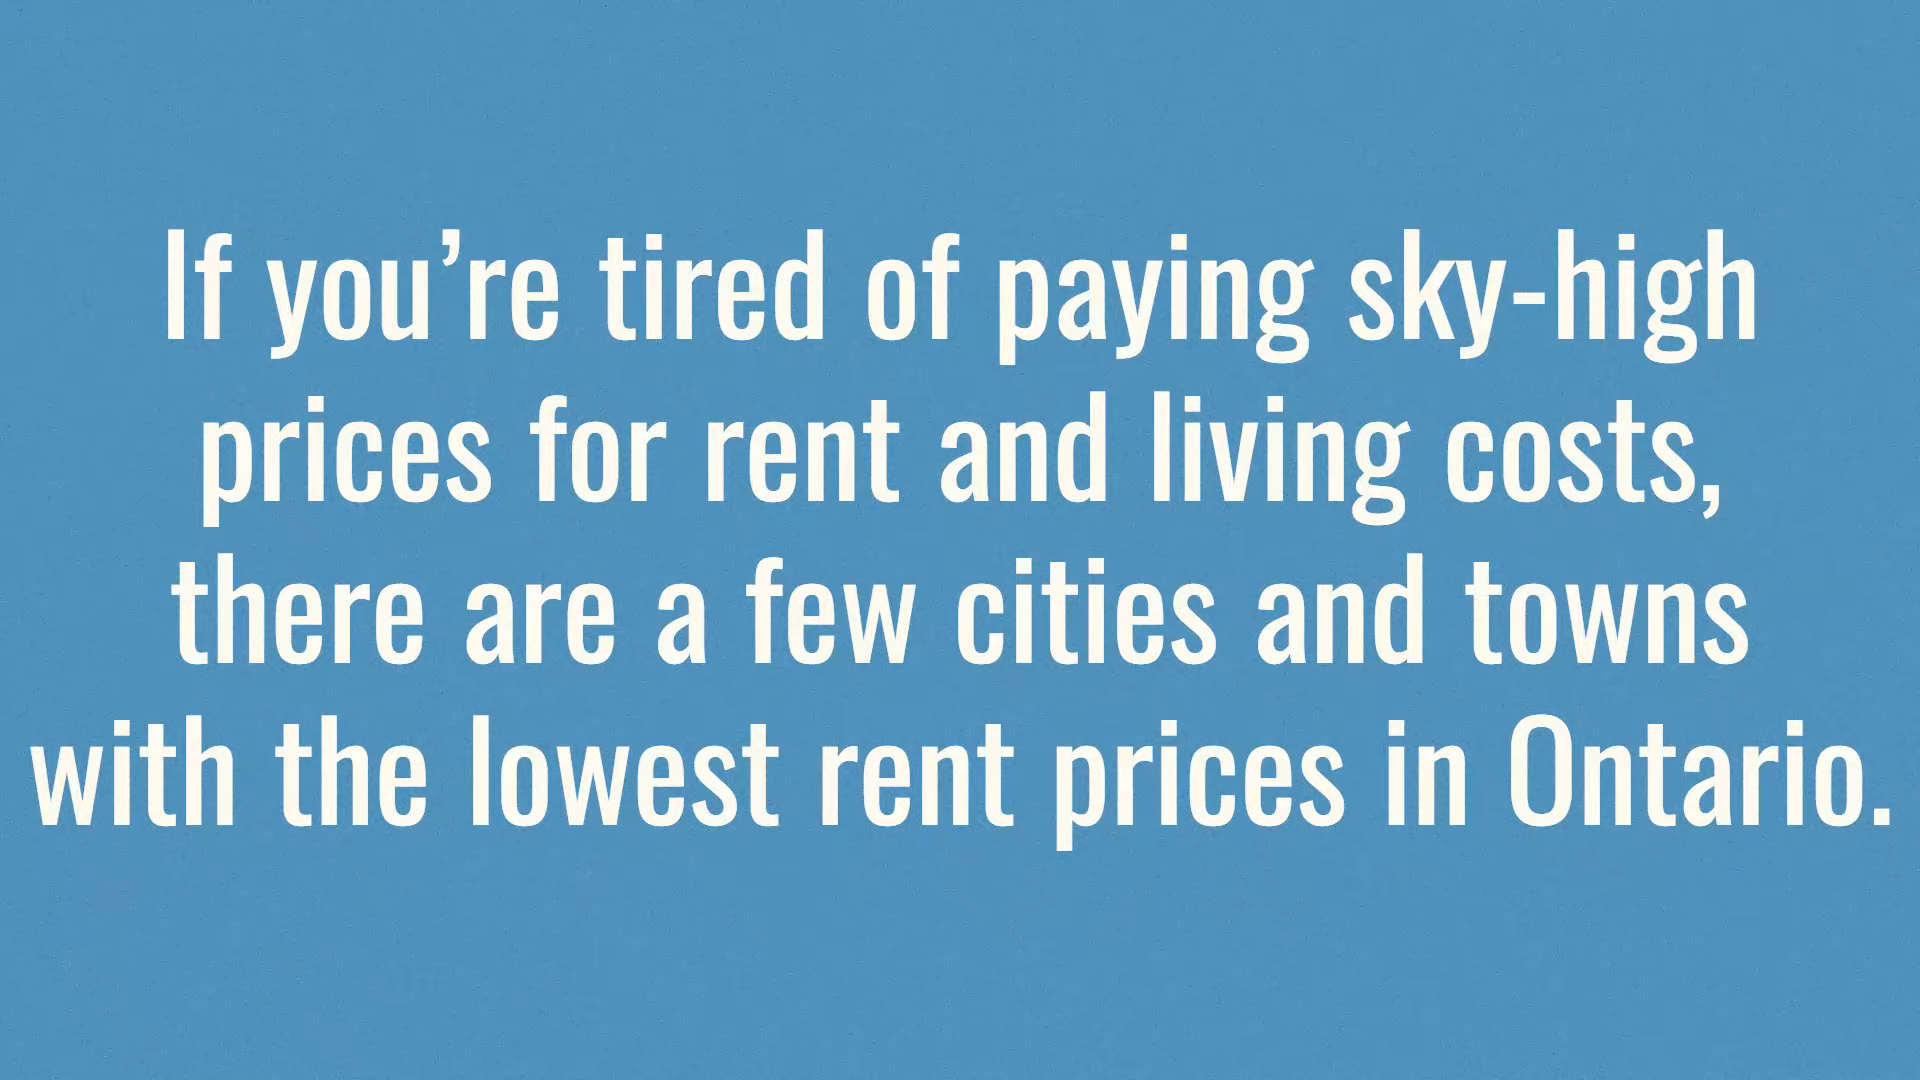 If you’re tired of paying sky-high
prices for rent and living costs,
there are a few cities and towns
with the lowest rent prices in Ontario.